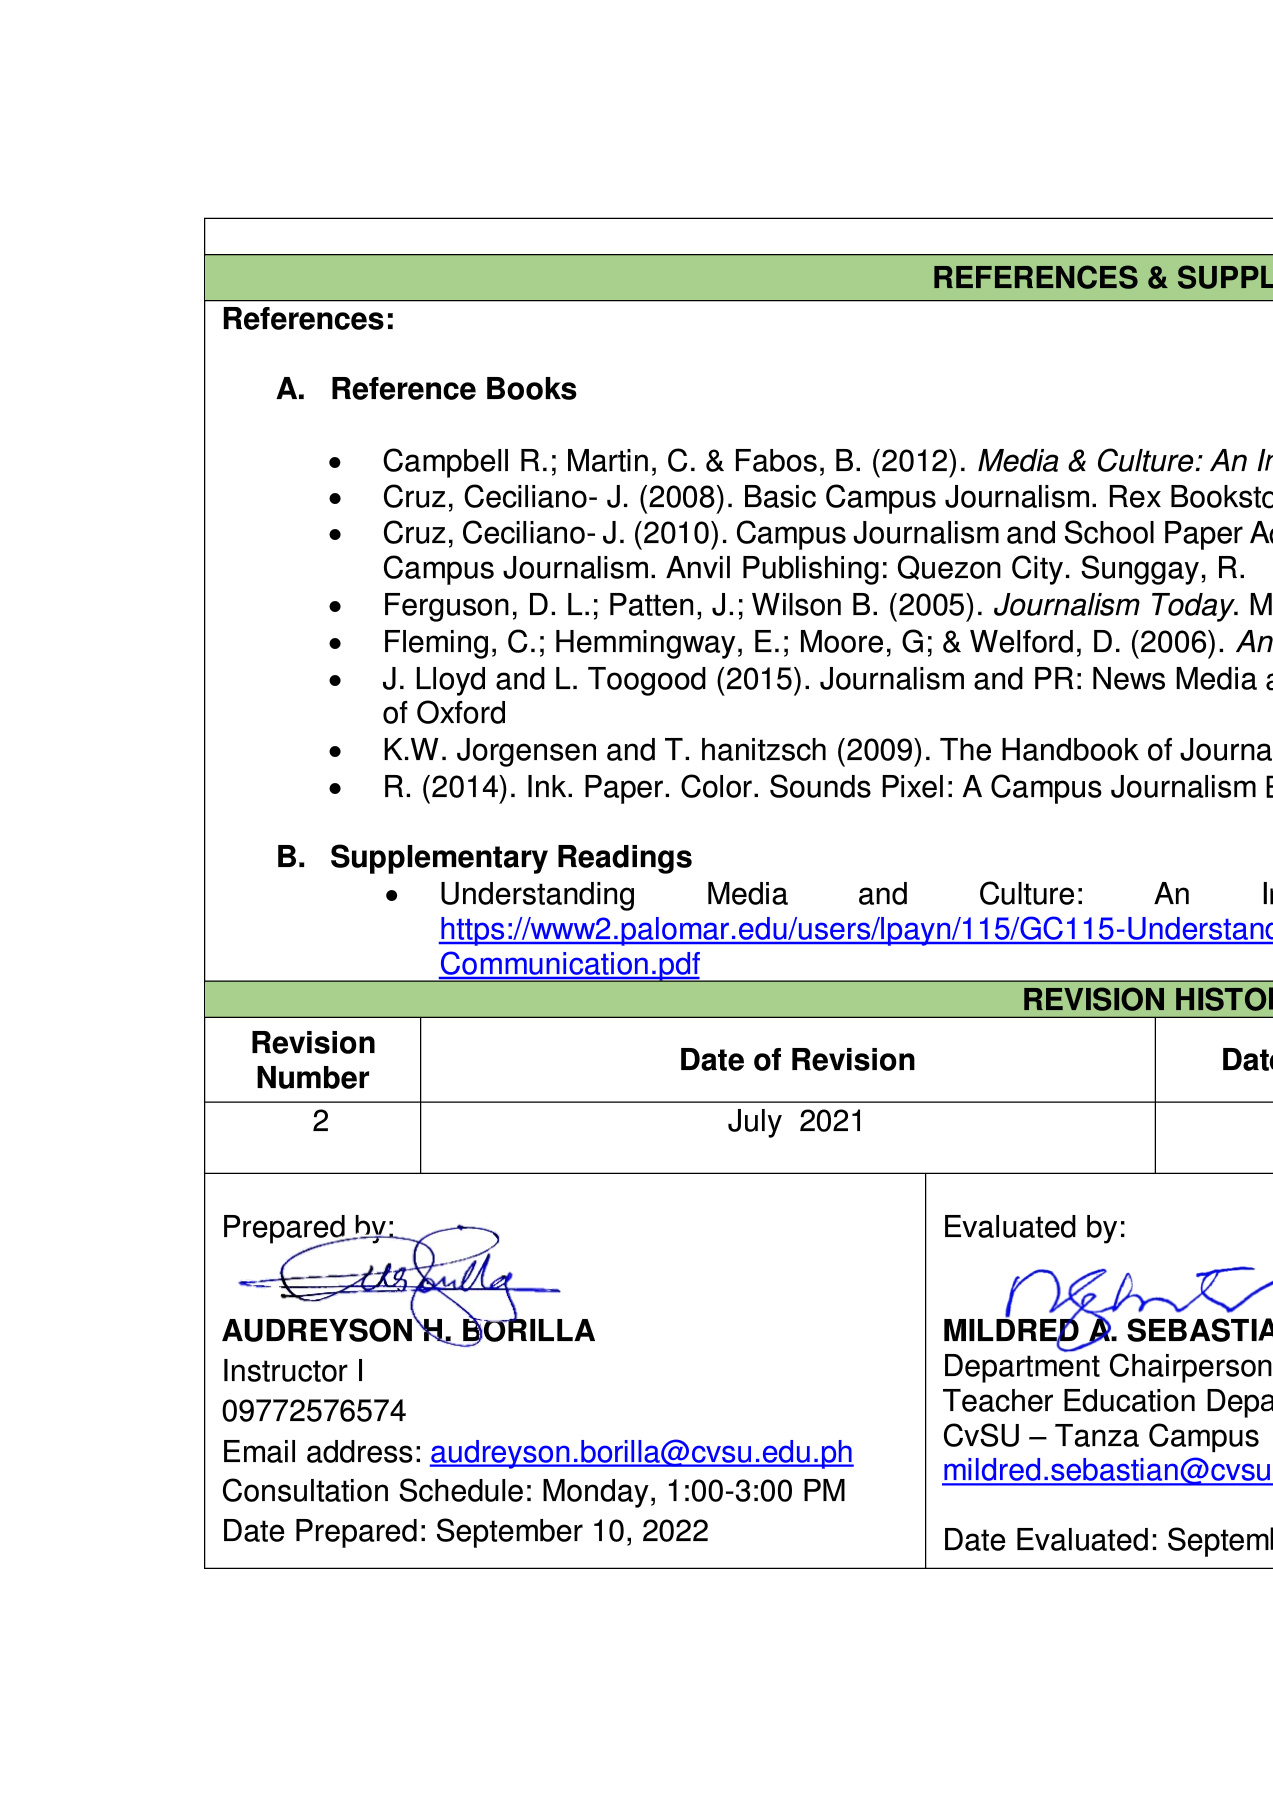 REFERENCES & SUPPL
References:
A. Reference Books
• Campbell R.; Martin, C. & Fabos, B. (2012). Media & Culture: An In
• Cruz, Ceciliano- J. (2008). Basic Campus Journalism. Rex Booksto
• Cruz, Ceciliano- J. (2010). Campus Journalism and School Paper Ad
Campus Journalism. Anvil Publishing: Quezon City. Sunggay, R.
• Ferguson, D. L.; Patten, J.; Wilson B. (2005). Journalism Today. M
• Fleming, C.; Hemmingway, E.; Moore, G; & Welford, D. (2006). An
• J. Lloyd and L. Toogood (2015). Journalism and PR: News Media a
of Oxford
• K.W. Jorgensen and T. hanitzsch (2009). The Handbook of Journa
• R. (2014). Ink. Paper. Color. Sounds Pixel: A Campus Journalism
B. Supplementary Readings
• Understanding Media and Culture: An In
https://www2.palomar.edu/users/lpayn/115/GC115-Understand
Communication.pdf
REVISION HISTO
Revision
Number
Date of Revision
Date
2
July 2021
Prepared by:
AUDREYSON H. BORILLA
Instructor I
09772576574
Email address: audreyson.borilla@cvsu.edu.ph
Consultation Schedule: Monday, 1:00-3:00 PM
Date Prepared: September 10, 2022
Evaluated by:
MILDRED A. SEBASTIA
Department Chairperson
Teacher Education Depa
CvSU – Tanza Campus
mildred.sebastian@cvsu
Date Evaluated: Septemb